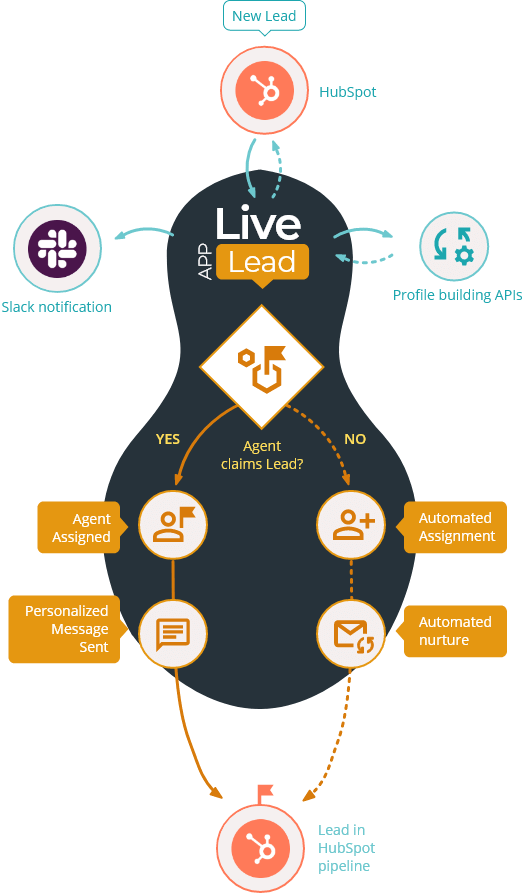 New Lead
HubSpot
Live
APP
Lead
Slack notification
Profile building APIs
YES
NO
Agent
claims Lead?
Agent
Assigned
Automated
Assignment
Personalized
Message
Sent
Automated
nurture
Lead in
HubSpot
pipeline